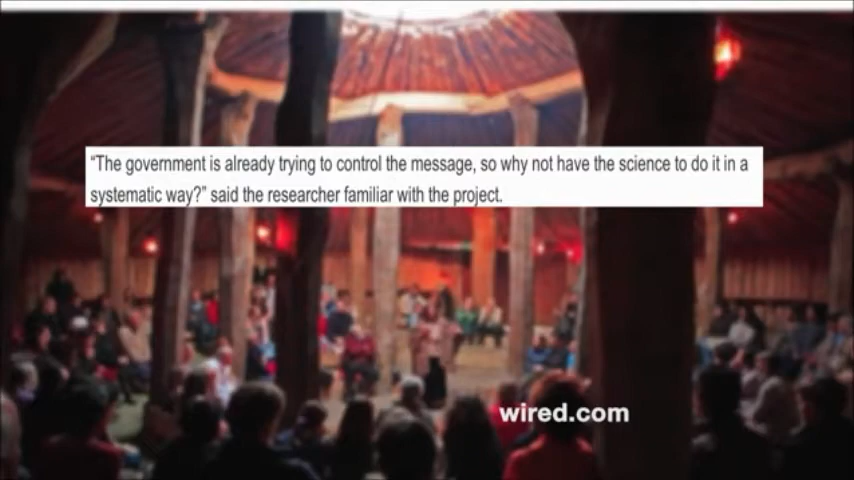 “The government is already trying to control the message, so why not have the science to do it in a
systematic way?” said the researcher familiar with the project.
wired.com